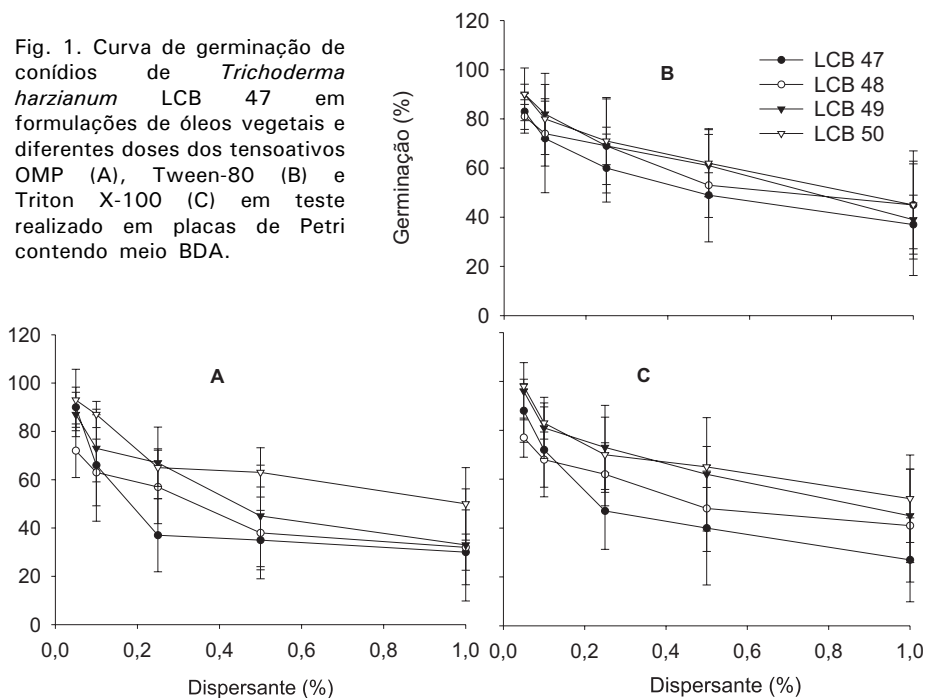 Fig. 1. Curva de germinação de
conídios de Trichoderma
harzianum LCB 47 em
formulações de óleos vegetais e
diferentes doses dos tensoativos
OMP (A), Tween-80 (B) e
Triton X-100 (C) em teste
realizado em placas de Petri
contendo meio BDA.
Germinação (%)
120
100
80
60
40
20
0
B
LCB 47
LCB 48
LCB 49
LCB 50
120
100
80
60
40
20
0
A
0,0 0,2 0,4 0,6 0,8 1,0
Dispersante (%)
C
0,0 0,2 0,4 0,6 0,8 1,0
Dispersante (%)